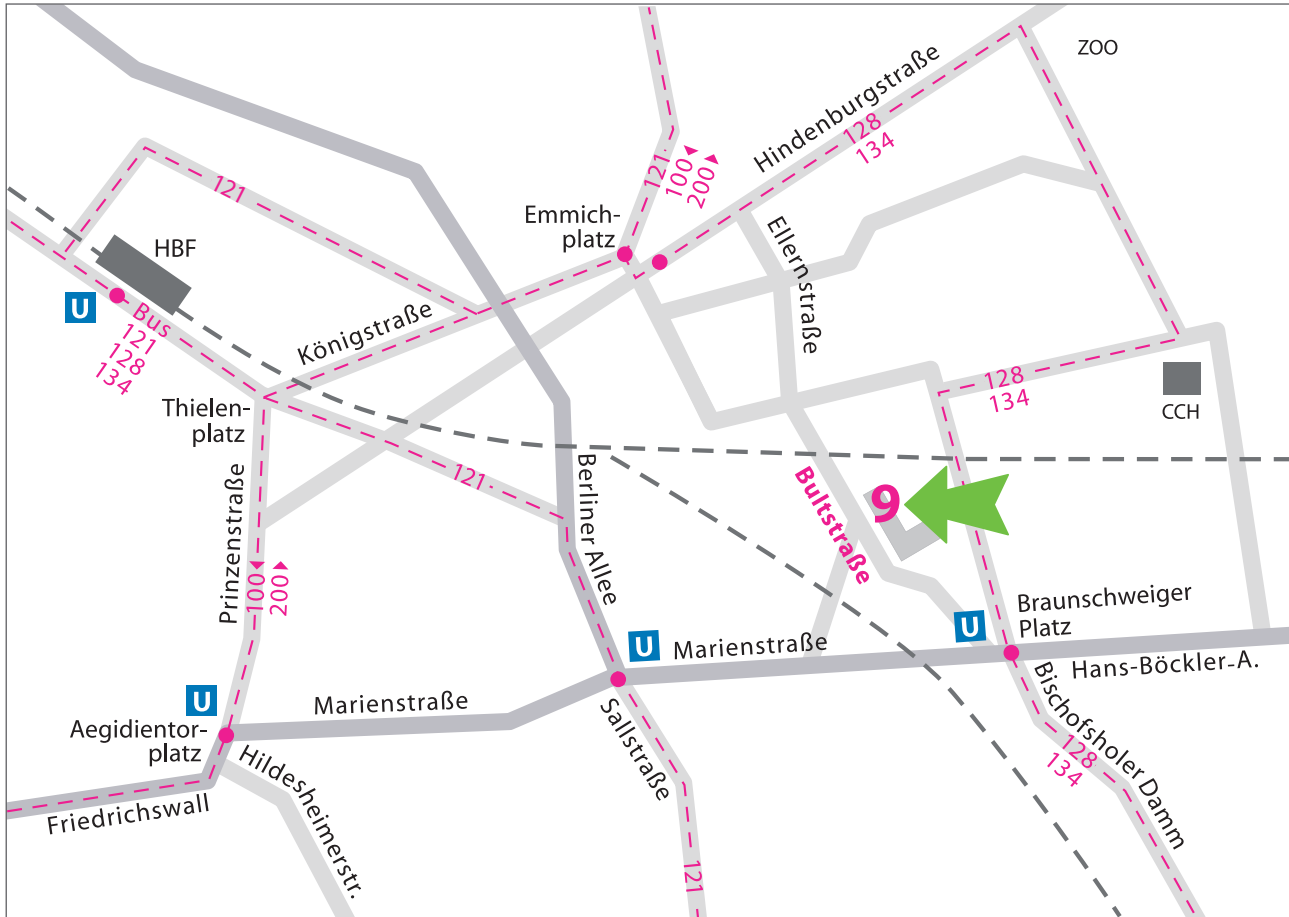 ZOO
Hindenburgstraße
128
134
121
100
200
Emmich-
platz
121
HBF
U
Bus
121
128
134
Königstraße
Ellernstraße
128
134
CCH
Thielen-
platz
121
Berliner Allee
Bultstraße
9
Prinzenstraße
100
200
Braunschweiger
Platz
U
U
Marienstraße
Hans-Böckler-A.
U
Marienstraße
Aegidientor-
platz
Sallstraße
Bischofsholer Damm
128
134
Hildesheimerstr.
Friedrichswall
121